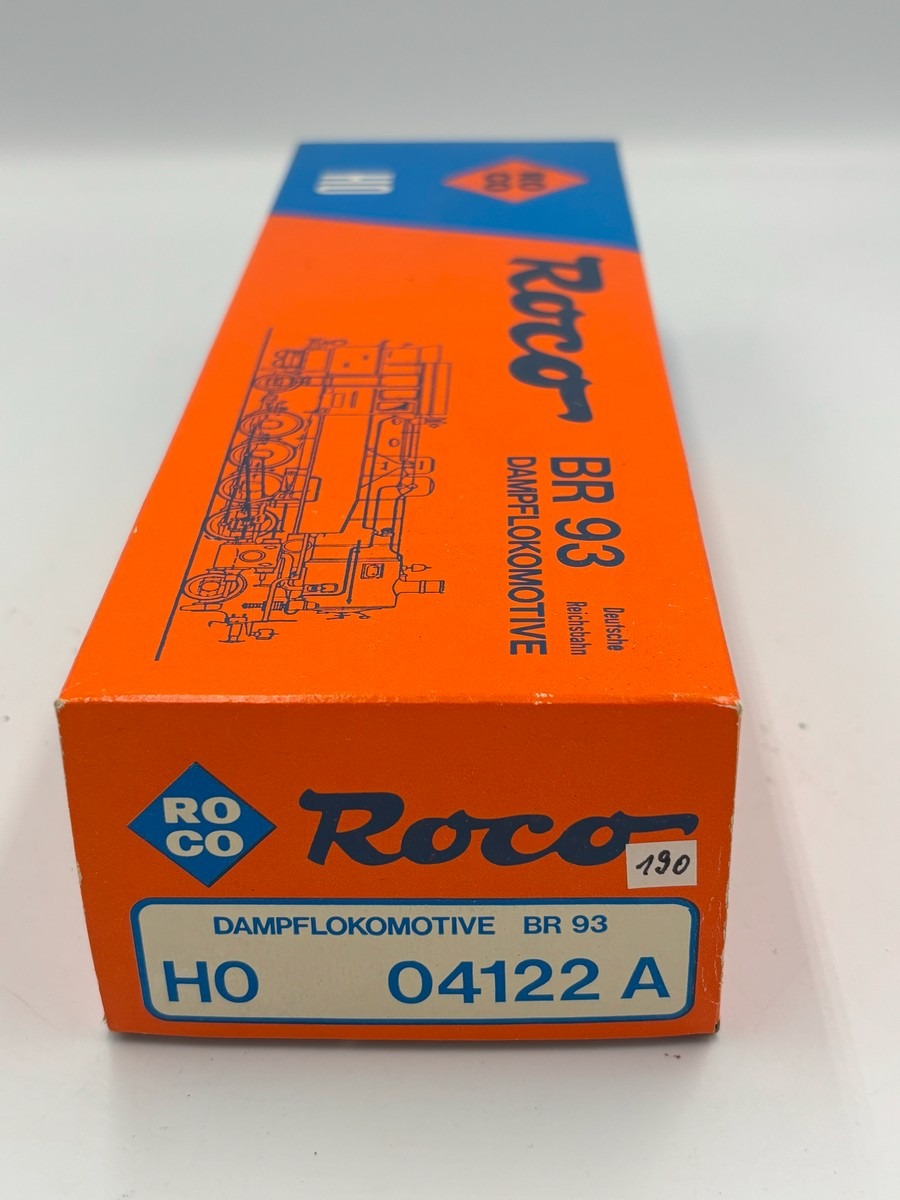 HO
RO
CO
Roco
BR 93
DAMPFLOKOMOTIVE
Deutsche
Reichsbahn
RO
CO
Roco
190
DAMPFLOKOMOTIVE BR 93
HO 04122 A